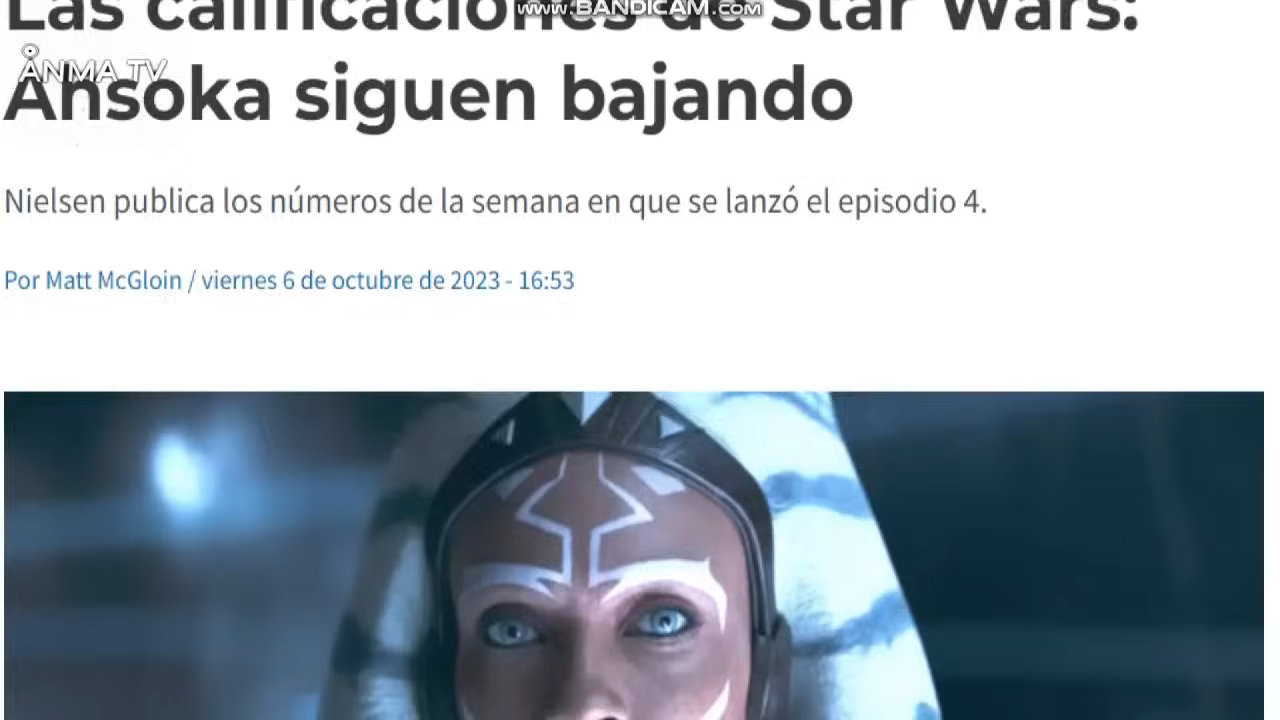 www.BANDICAM.com
Las calificaciones de Star Wars:
ÅNMA TV
Ahsoka siguen bajando
Nielsen publica los números de la semana en que se lanzó el episodio 4.
Por Matt McGloin / viernes 6 de octubre de 2023 - 16:53